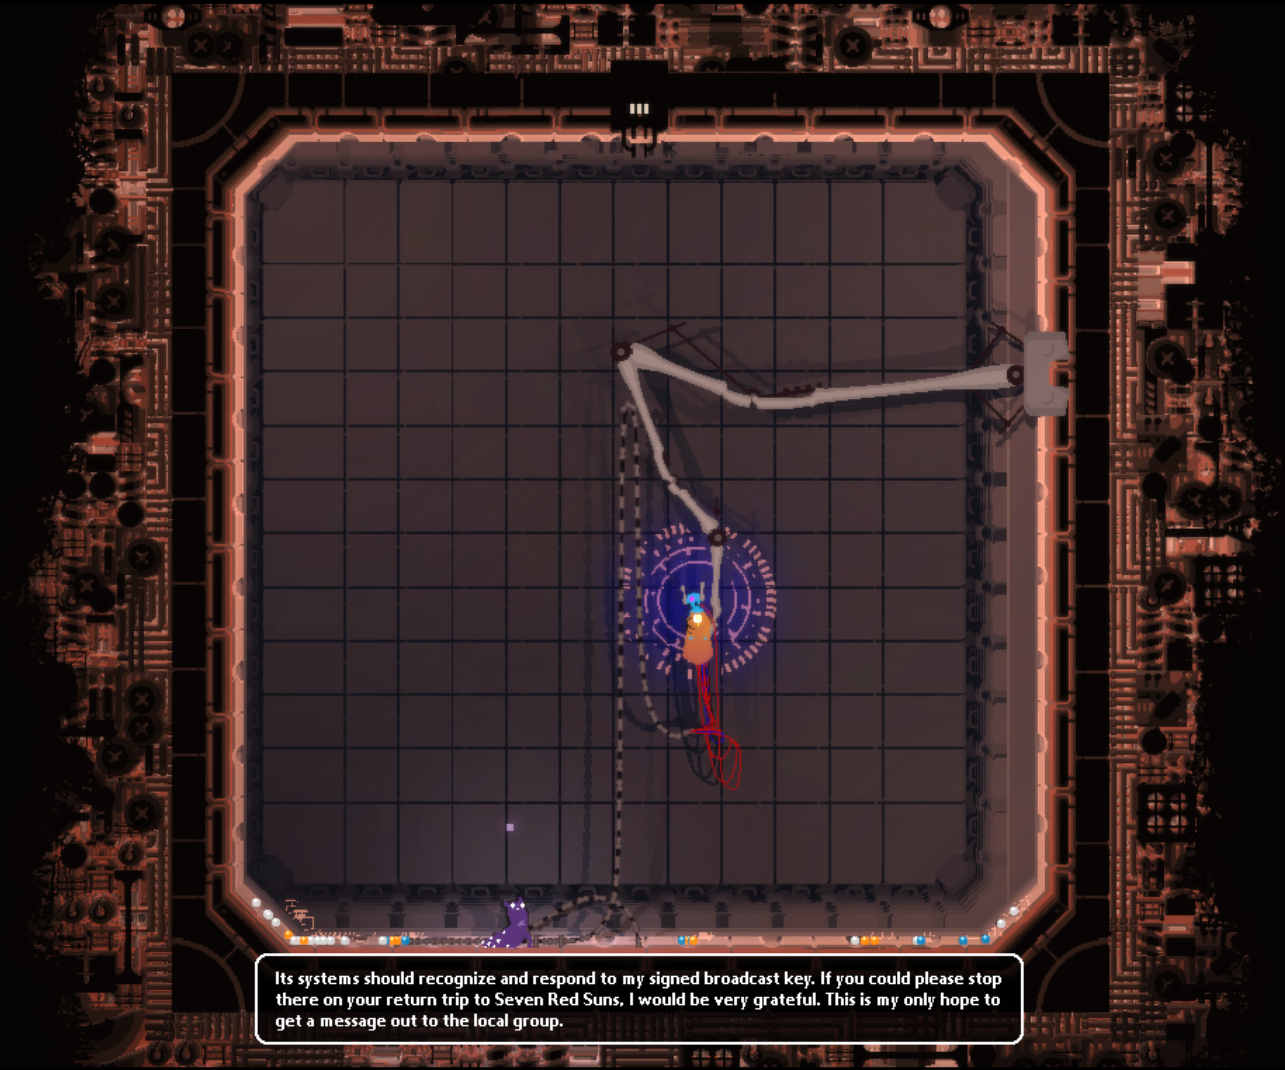 Its systems should recognize and respond to my signed broadcast key. If you could please stop
there on your return trip to Seven Red Suns, I would be very grateful. This is my only hope to
get a message out to the local group.